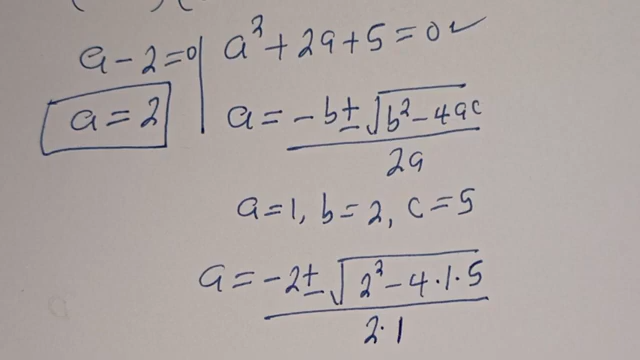 a - 2 = 0 | a² + 2a + 5 = 0 ✓
a = 2 | a = (-b ± √(b² - 4ac)) / 2a
a = 1, b = 2, c = 5
a = (-2 ± √(2² - 4·1·5)) / 2·1